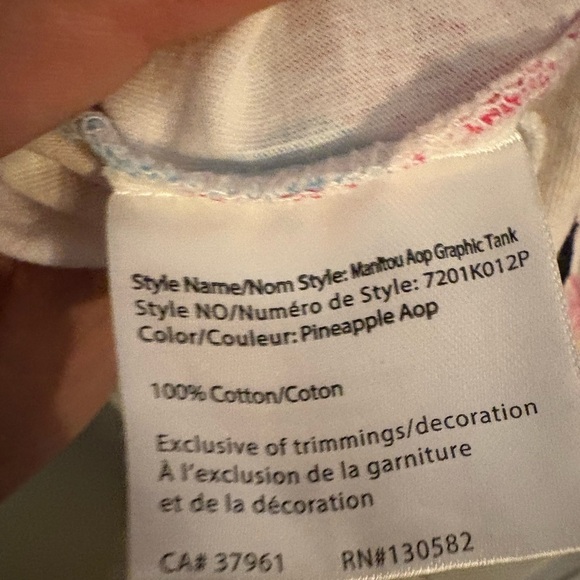 Style Name/Nom Style: Manitou Aop Graphic Tank
Style NO/Numéro de Style: 7201K012P
Color/Couleur: Pineapple Aop
100% Cotton/Coton
Exclusive of trimmings/decoration
À l'exclusion de la garniture
et de la décoration
CA# 37961 RN#130582